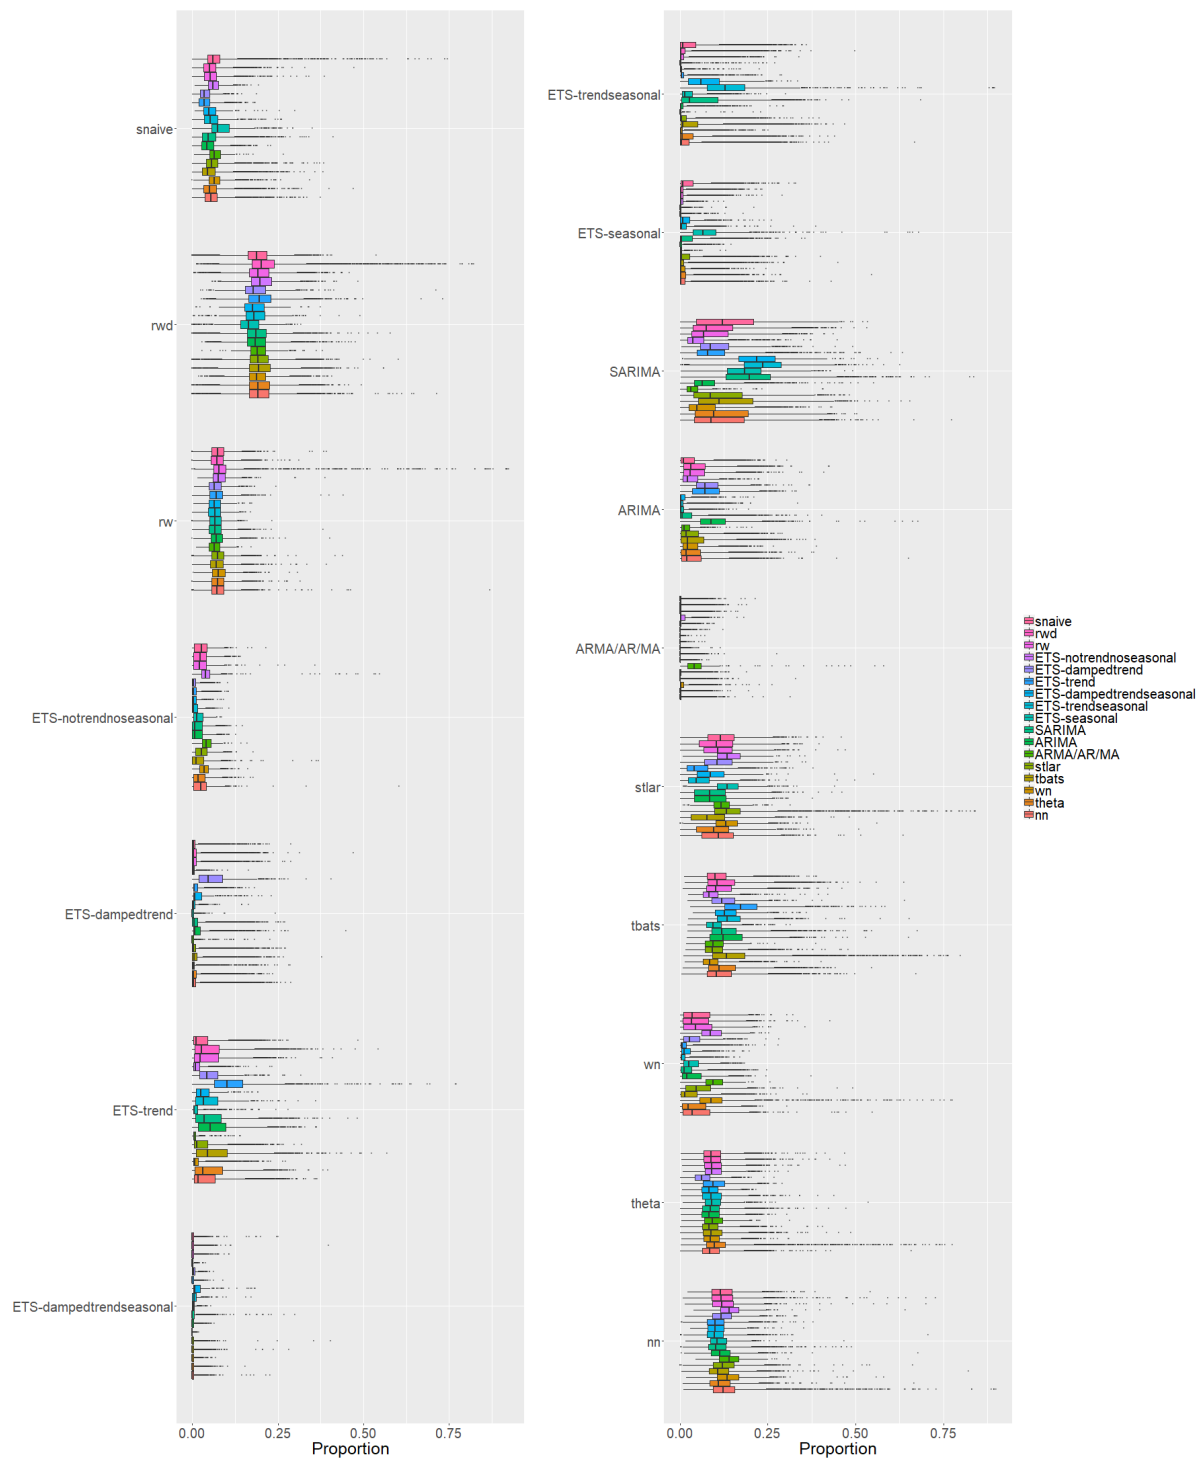 snaive
rwd
rw
ETS-notrendnoseasonal
ETS-dampedtrend
ETS-trend
ETS-dampedtrendseasonal
0.00 0.25 0.50 0.75
Proportion
ETS-trendseasonal
ETS-seasonal
SARIMA
ARIMA
ARMA/AR/MA
stlar
tbats
wn
theta
nn
0.00 0.25 0.50 0.75
Proportion
snaive
rwd
rw
ETS-notrendnoseasonal
ETS-dampedtrend
ETS-trend
ETS-dampedtrendseasonal
ETS-trendseasonal
ETS-seasonal
SARIMA
ARIMA
ARMA/AR/MA
stlar
tbats
wn
theta
nn